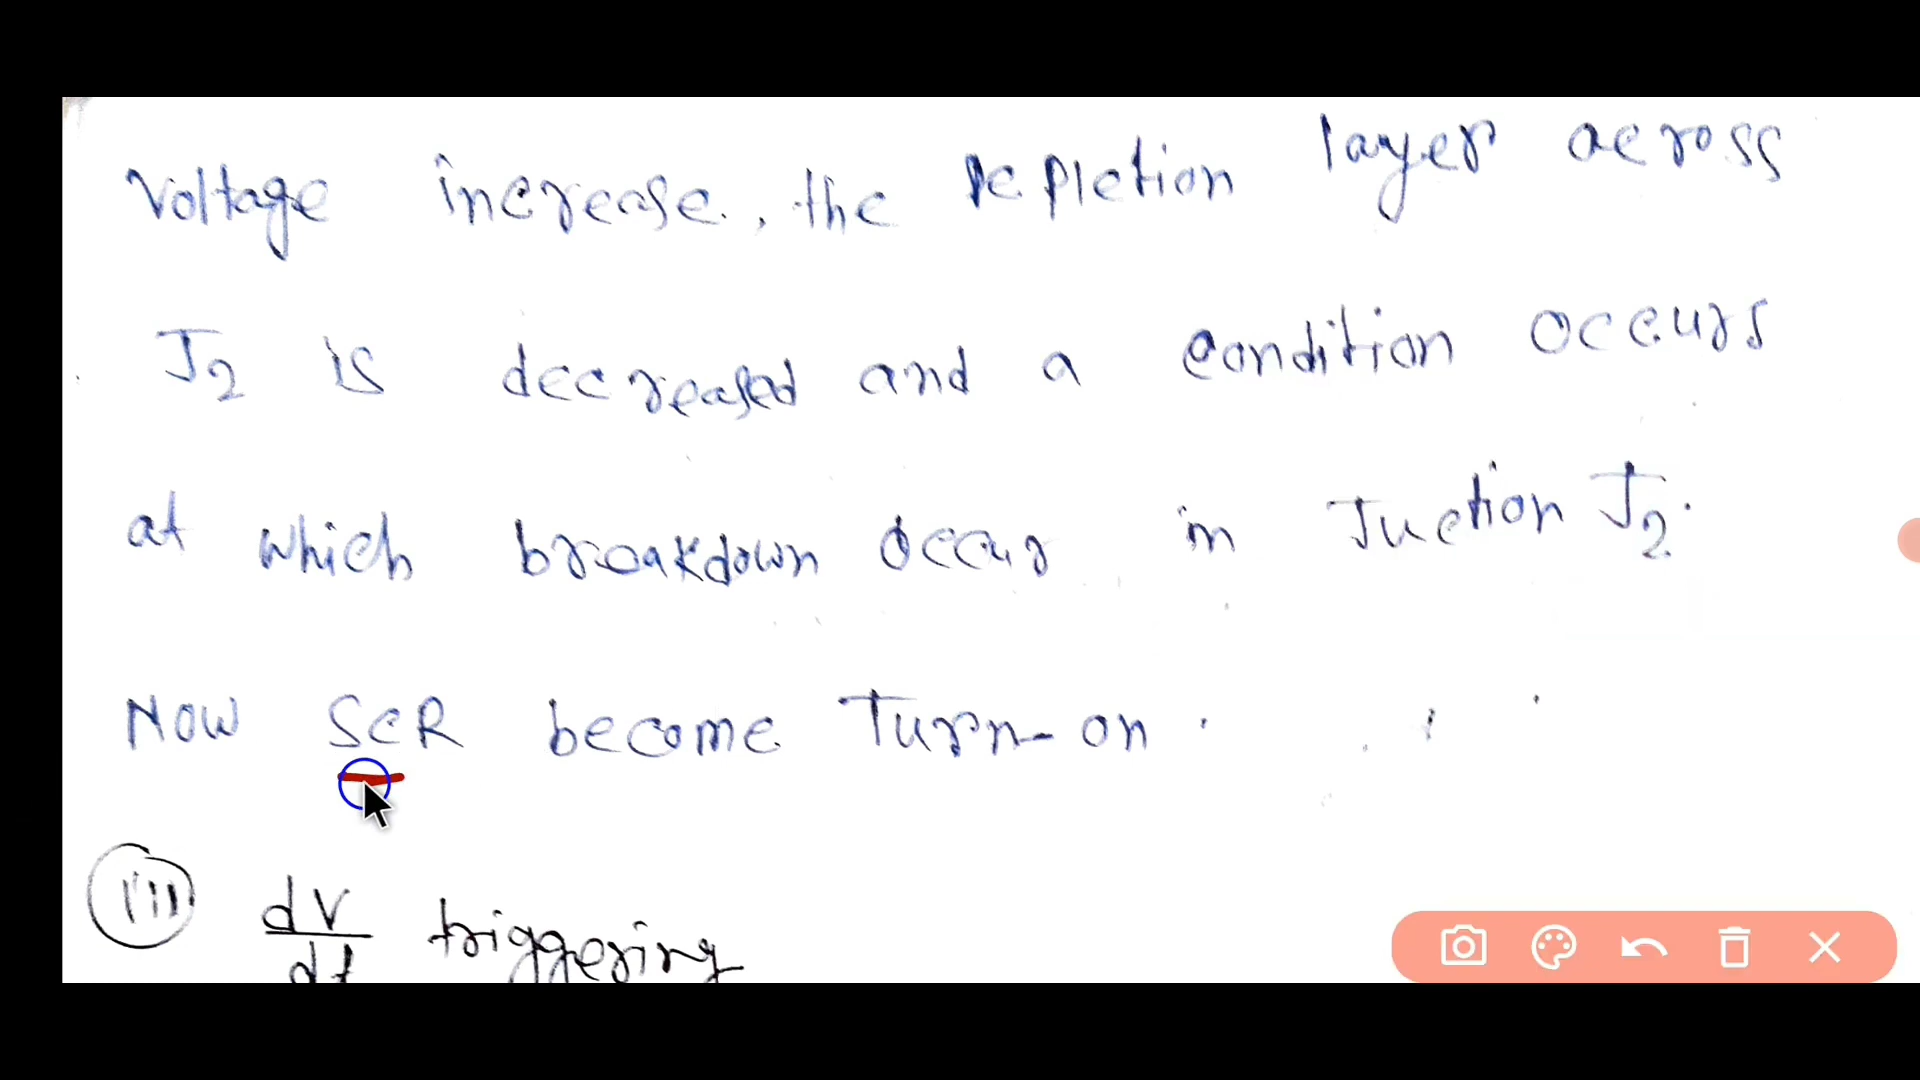 Voltage increase, the depletion layer across
J2 is decreased and a condition occurs
at which breakdown occur in Juction J2.
Now SCR become Turn-on.
(iii) dV/dt triggering